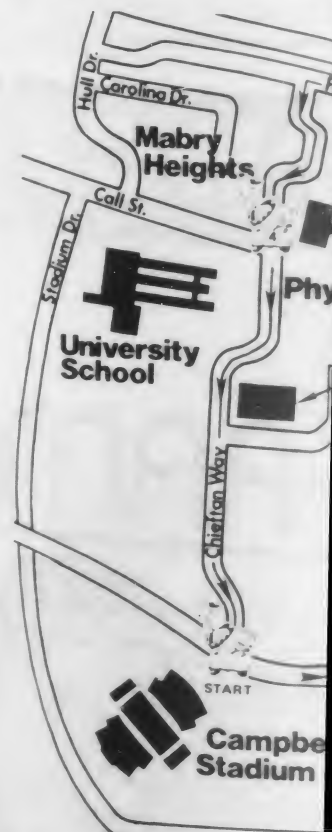 Hull Dr.
Carolina Dr.
Mabry
Heights
Call St.
Stadium Dr.
Phy
University
School
Chieftan Way
START
Campbe
Stadium